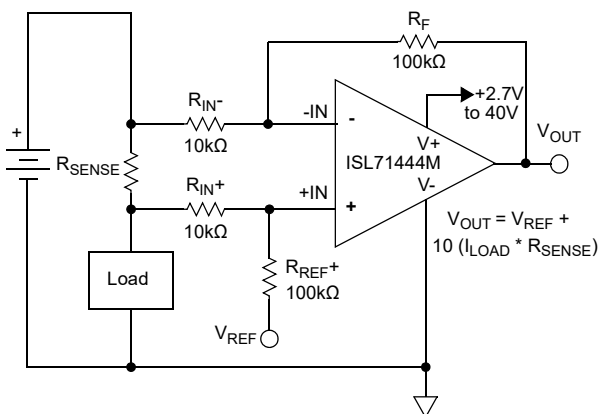 R_F
100kΩ
+2.7V
to 40V
R_IN-
10kΩ
-IN
-
V+
V_OUT
+
R_SENSE
ISL71444M
R_IN+
10kΩ
+IN
+
V-
V_OUT = V_REF +
10 (I_LOAD * R_SENSE)
Load
R_REF+
100kΩ
V_REF